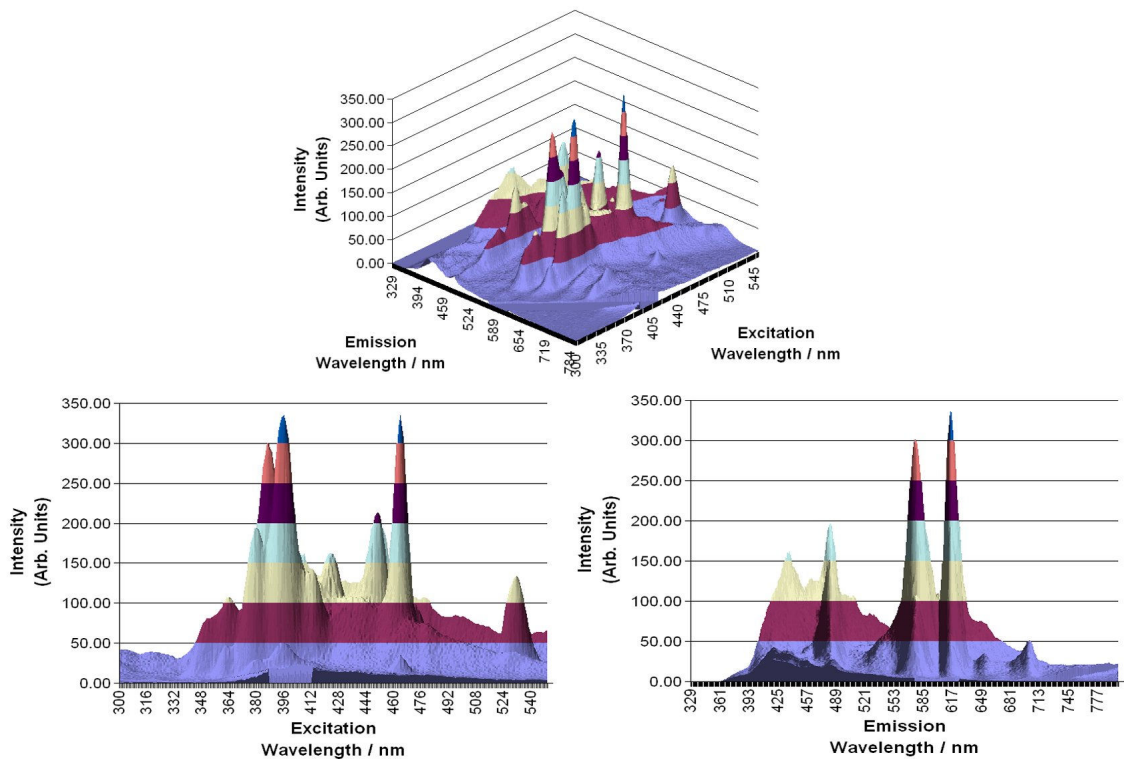 350.00
300.00
250.00
200.00
150.00
100.00
50.00
0.00
Intensity
(Arb. Units)
329
394
459
524
589
654
719
784
Emission
Wavelength / nm
300
335
370
405
440
475
510
545
Excitation
Wavelength / nm
350.00
300.00
250.00
200.00
150.00
100.00
50.00
0.00
Intensity
(Arb. Units)
300 316 332 348 364 380 396 412 428 444 460 476 492 508 524 540
Excitation
Wavelength / nm
350.00
300.00
250.00
200.00
150.00
100.00
50.00
0.00
Intensity
(Arb. Units)
329 361 393 425 457 489 521 553 585 617 649 681 713 745 777
Emission
Wavelength / nm